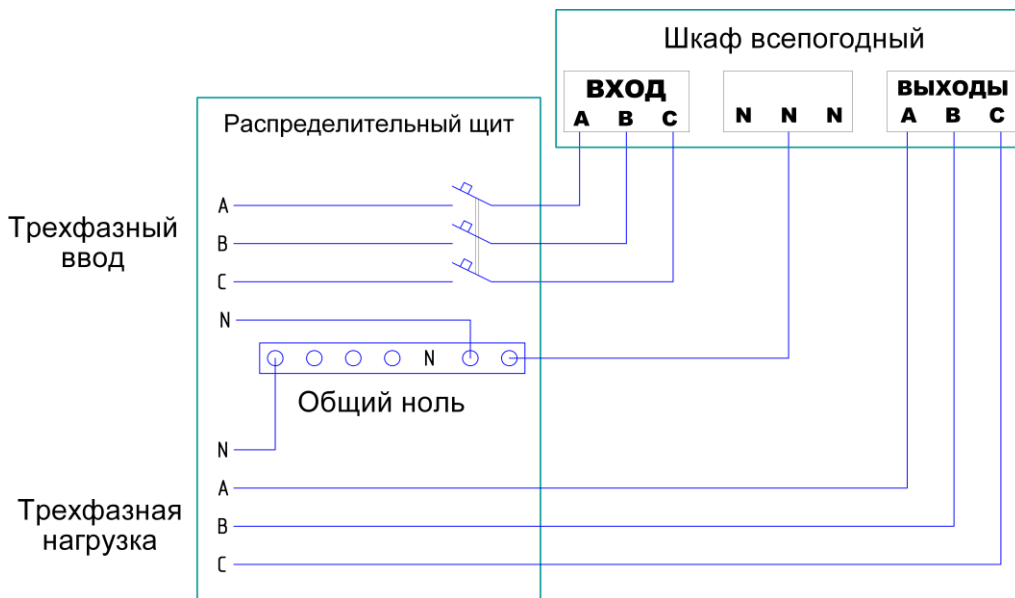 Шкаф всепогодный
ВХОД
A B C
N N N
ВЫХОДЫ
A B C
Распределительный щит
Трехфазный
ввод
A
B
C
N
N
Общий ноль
Трехфазная
нагрузка
N
A
B
C